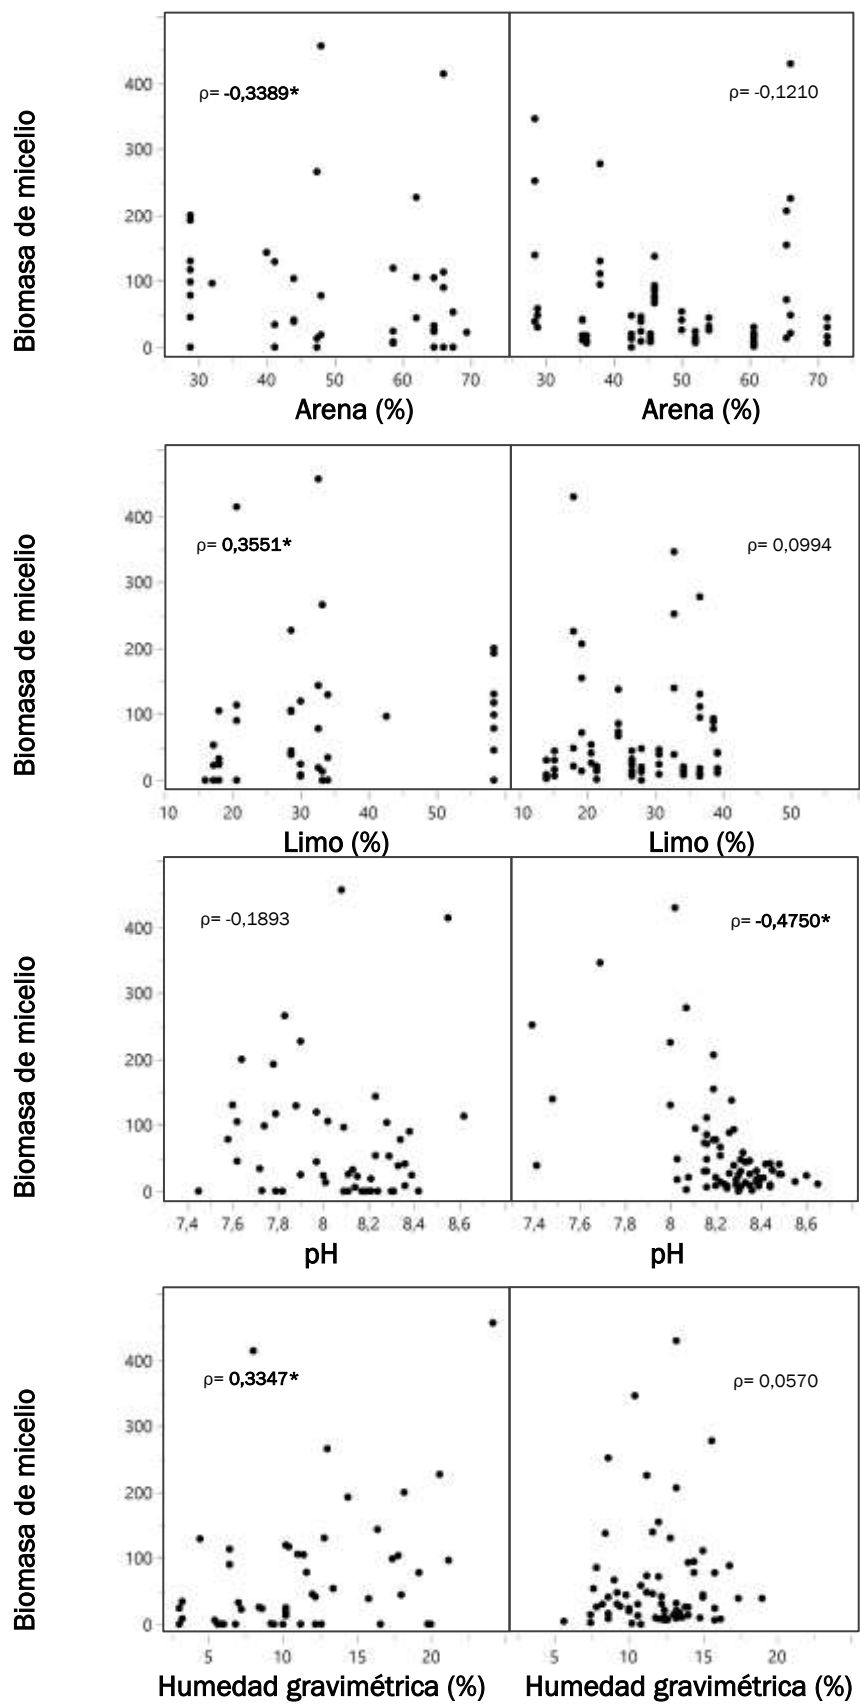 Biomasa de micelio
400
300
200
100
0
ρ= -0,3389*
ρ= -0,1210
30 40 50 60 70 30 40 50 60 70
Arena (%) Arena (%)
Biomasa de micelio
400
300
200
100
0
ρ= 0,3551*
ρ= 0,0994
10 20 30 40 50 10 20 30 40 50
Limo (%) Limo (%)
Biomasa de micelio
400
300
200
100
0
ρ= -0,1893
ρ= -0,4750*
7,4 7,6 7,8 8 8,2 8,4 8,6 7,4 7,6 7,8 8 8,2 8,4 8,6
pH pH
Biomasa de micelio
400
300
200
100
0
ρ= 0,3347*
ρ= 0,0570
5 10 15 20 5 10 15 20
Humedad gravimétrica (%) Humedad gravimétrica (%)